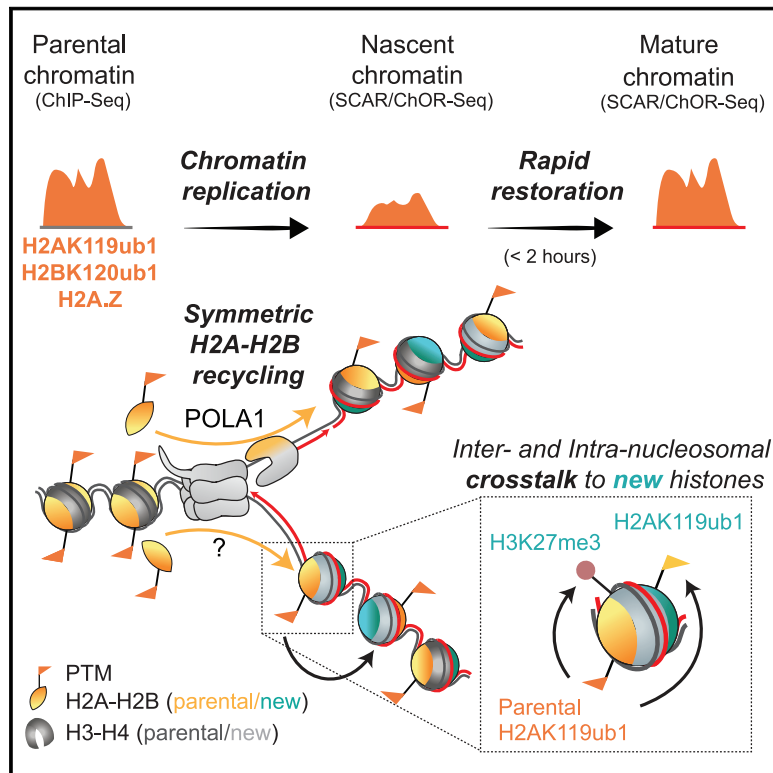 Parental
chromatin
(ChIP-Seq)
Nascent
chromatin
(SCAR/ChOR-Seq)
Mature
chromatin
(SCAR/ChOR-Seq)
Chromatin
replication
Rapid
restoration
(< 2 hours)
H2AK119ub1
H2BK120ub1
H2A.Z
Symmetric
H2A-H2B
recycling
POLA1
?
Inter- and Intra-nucleosomal
crosstalk to new histones
H2AK119ub1
H3K27me3
Parental
H2AK119ub1
PTM
H2A-H2B (parental/new)
H3-H4 (parental/new)